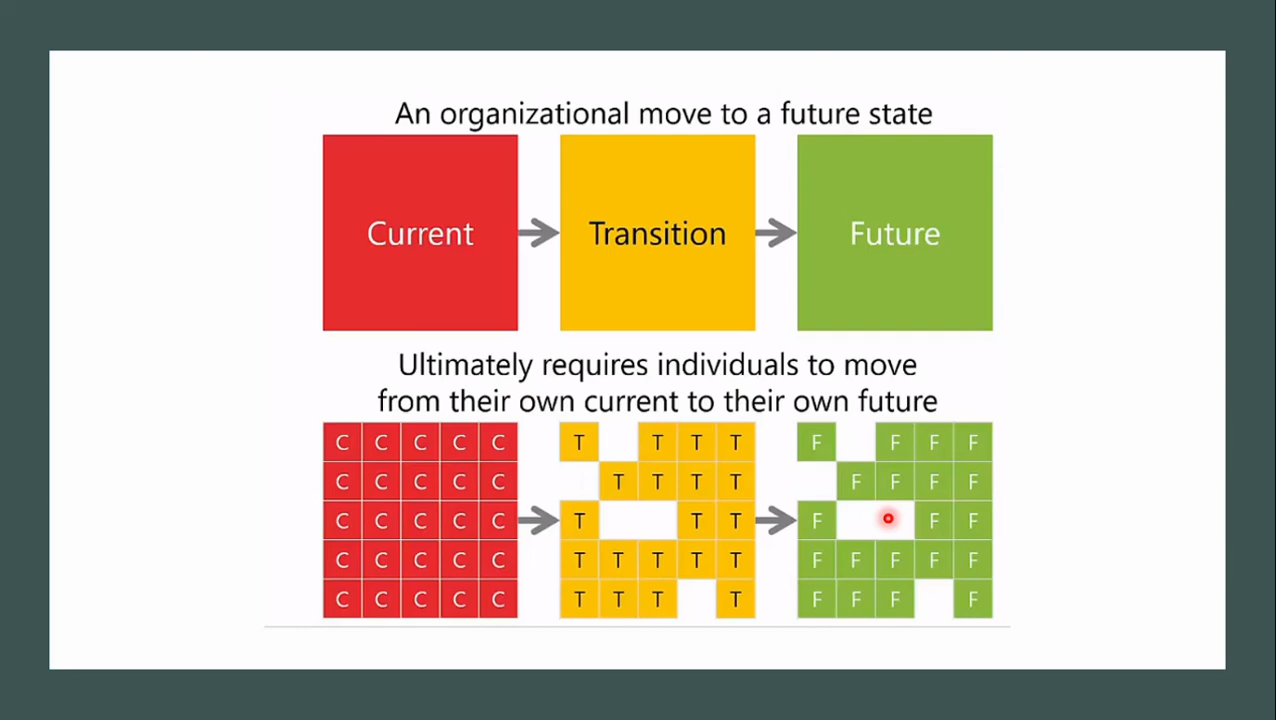 An organizational move to a future state
Current Transition Future
Ultimately requires individuals to move
from their own current to their own future
C C C C C T T T T F F F F
C C C C C T T T T F F F F
C C C C C T T T F F F
C C C C C T T T T T F F F F F
C C C C C T T T T F F F F